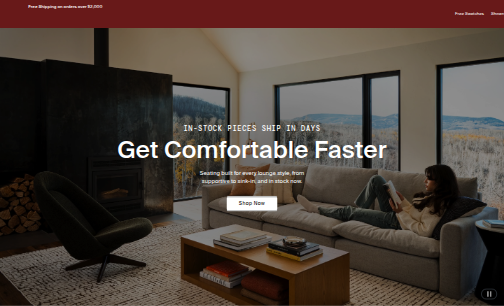 Free Shipping on orders over $2,000
Free Swatches
IN-STOCK PIECES SHIP IN DAYS
Get Comfortable Faster
Seating built for every lounge style, from
supportive to sink-in, and in stock now.
Shop Now